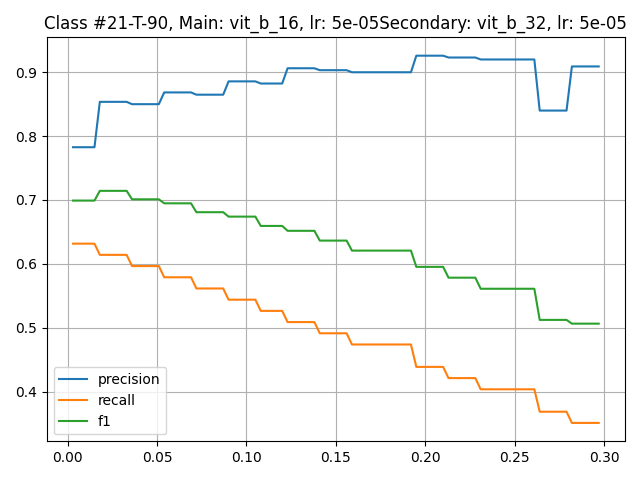 Class #21-T-90, Main: vit_b_16, lr: 5e-05Secondary: vit_b_32, lr: 5e-05
0.9
0.8
0.7
0.6
0.5
0.4
precision
recall
f1
0.00 0.05 0.10 0.15 0.20 0.25 0.30